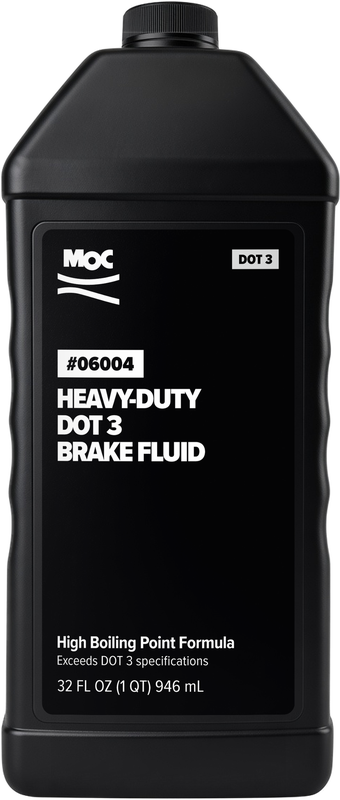 MOC
DOT 3
#06004
HEAVY-DUTY
DOT 3
BRAKE FLUID
High Boiling Point Formula
Exceeds DOT 3 specifications
32 FL OZ (1 QT) 946 mL